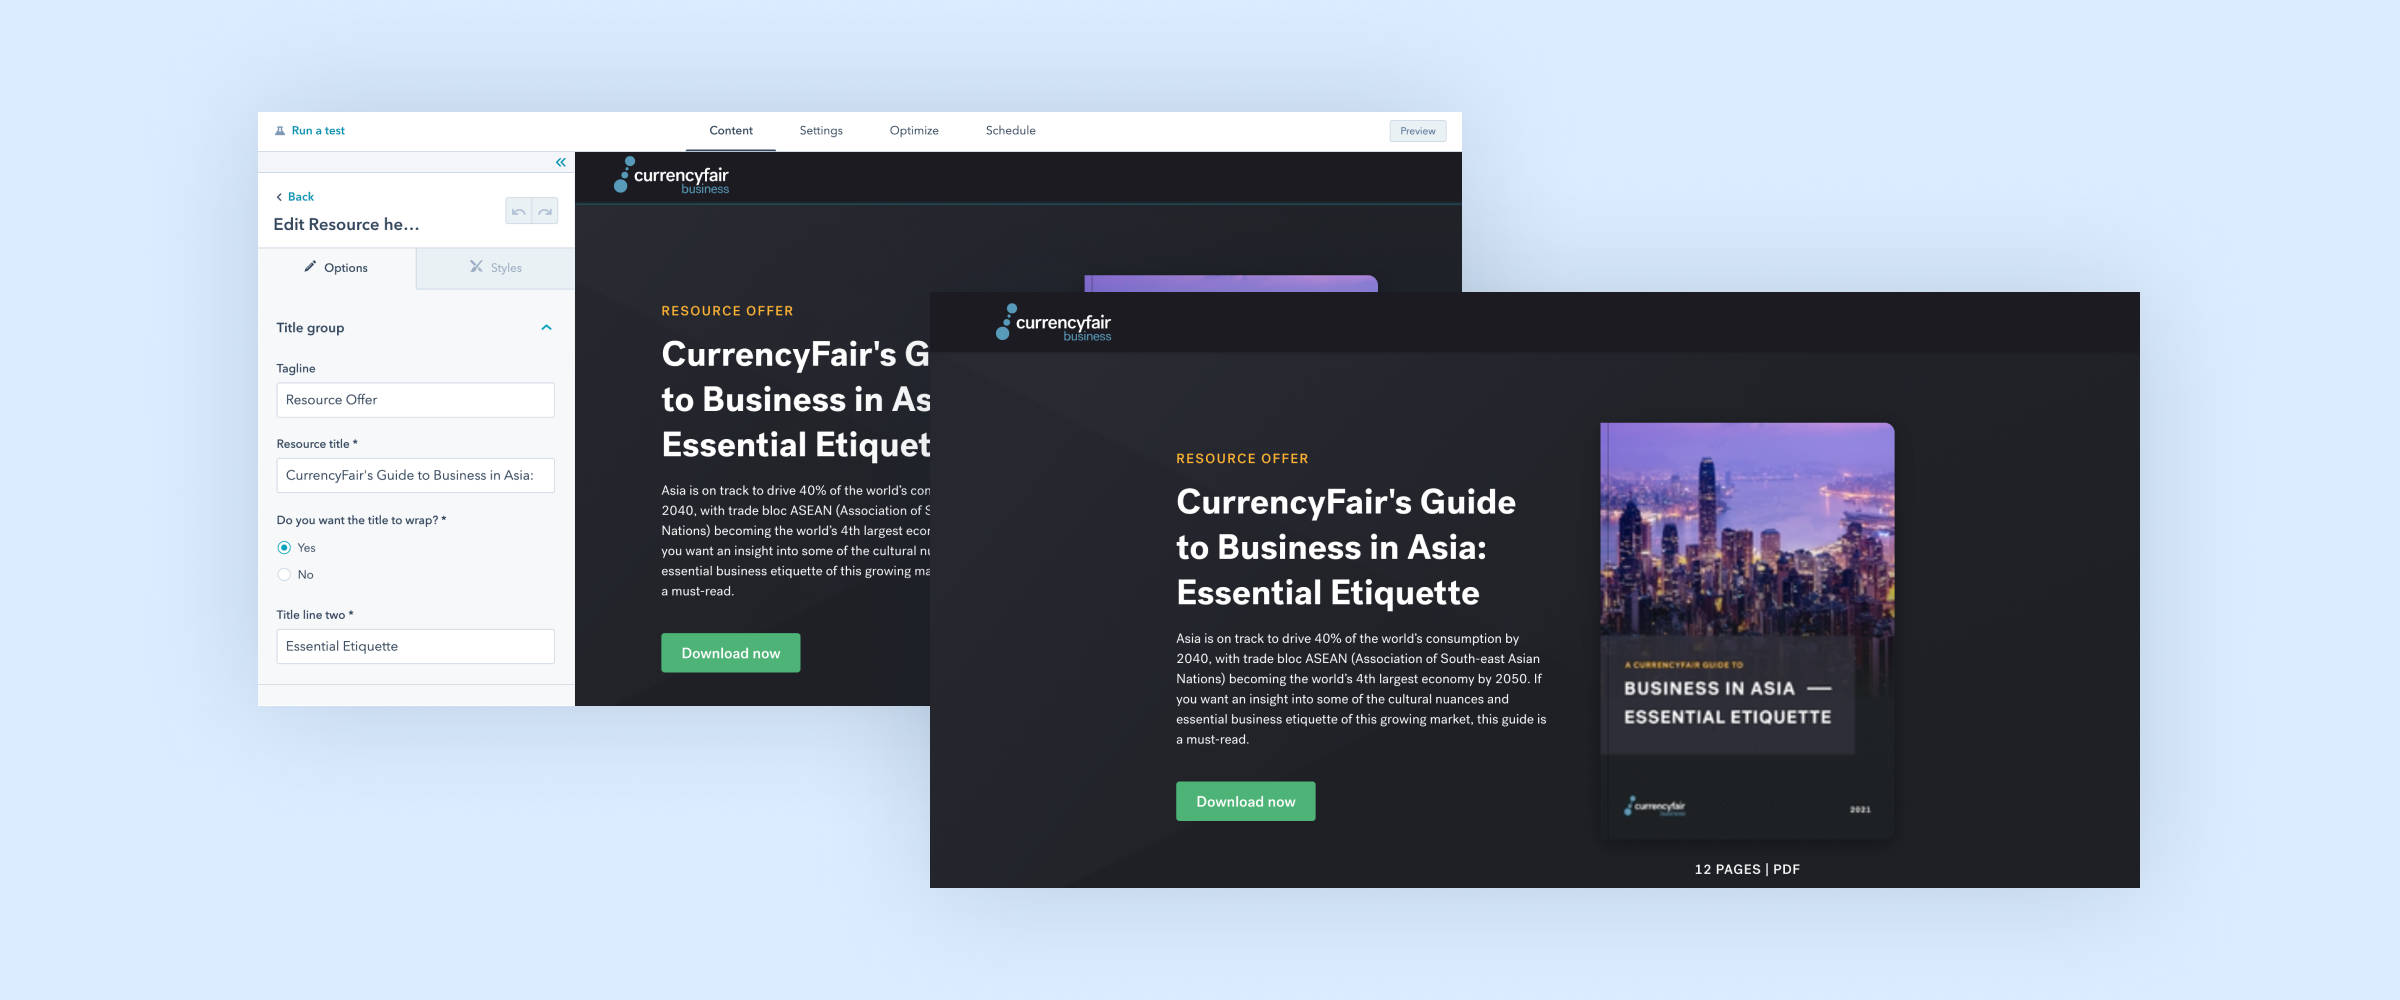 Run a test
Content
Settings
Optimize
Schedule
Preview
Back
Edit Resource he...
Options
Styles
Title group
Tagline
Resource Offer
Resource title *
CurrencyFair's Guide to Business in Asia:
Do you want the title to wrap? *
Yes
No
Title line two *
Essential Etiquette
currencyfair
business
RESOURCE OFFER
CurrencyFair's G
to Business in As
Essential Etiquet
Asia is on track to drive 40% of the world's con
2040, with trade bloc ASEAN (Association of S
Nations) becoming the world's 4th largest econ
you want an insight into some of the cultural nu
essential business etiquette of this growing ma
a must-read.
Download now
currencyfair
business
RESOURCE OFFER
CurrencyFair's Guide
to Business in Asia:
Essential Etiquette
Asia is on track to drive 40% of the world's consumption by
2040, with trade bloc ASEAN (Association of South-east Asian
Nations) becoming the world's 4th largest economy by 2050. If
you want an insight into some of the cultural nuances and
essential business etiquette of this growing market, this guide is
a must-read.
Download now
A CURRENCYFAIR GUIDE TO
BUSINESS IN ASIA —
ESSENTIAL ETIQUETTE
currencyfair
business
2021
12 PAGES | PDF